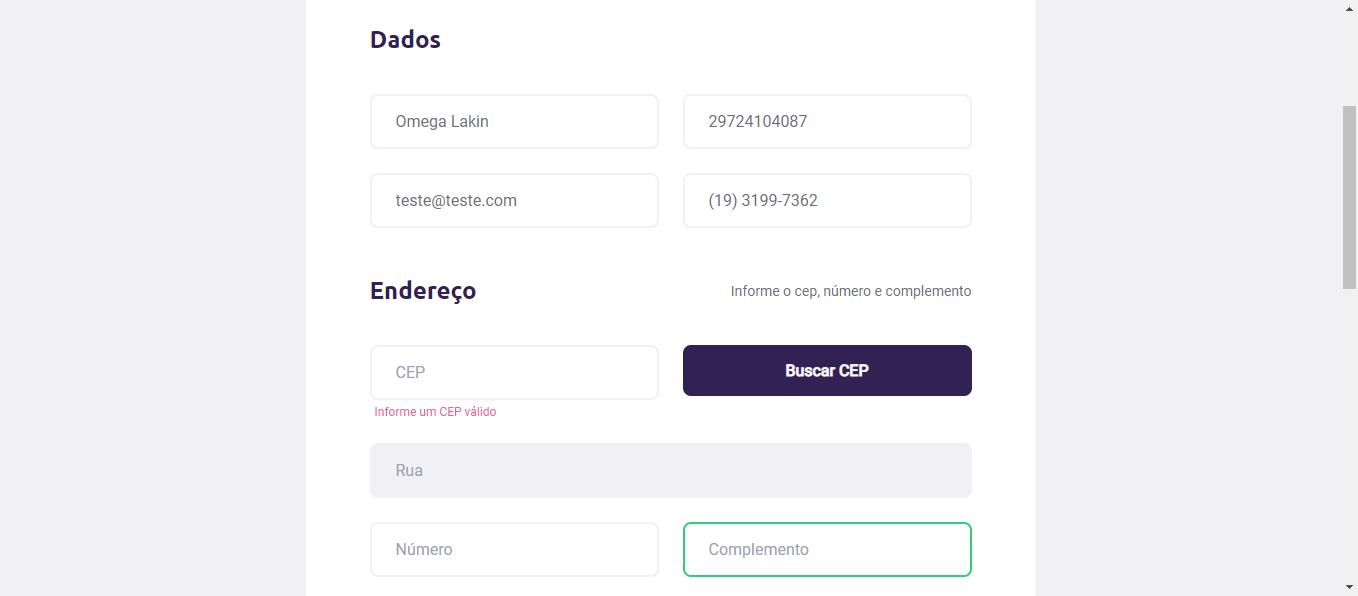 Dados
Omega Lakin
29724104087
teste@teste.com
(19) 3199-7362
Endereço
Informe o cep, número e complemento
CEP
Buscar CEP
Informe um CEP válido
Rua
Número
Complemento